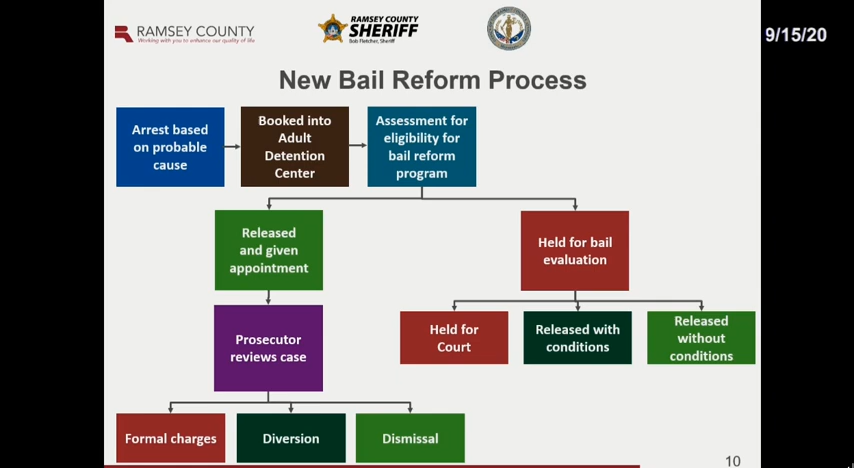 RAMSEY COUNTY
Working with you to enhance our quality of life
RAMSEY COUNTY
SHERIFF
Bob Fletcher, Sheriff
9/15/20
New Bail Reform Process
Arrest based
on probable
cause
Booked into
Adult
Detention
Center
Assessment for
eligibility for
bail reform
program
Released
and given
appointment
Held for bail
evaluation
Prosecutor
reviews case
Held for
Court
Released with
conditions
Released
without
conditions
Formal charges
Diversion
Dismissal
10